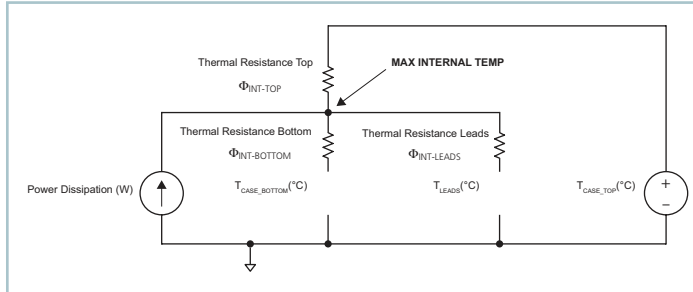 Thermal Resistance Top
ΦINT-TOP
MAX INTERNAL TEMP
Thermal Resistance Bottom
ΦINT-BOTTOM
Thermal Resistance Leads
ΦINT-LEADS
Power Dissipation (W)
TCASE_BOTTOM(°C)
TLEADS(°C)
TCASE_TOP(°C)
+
–